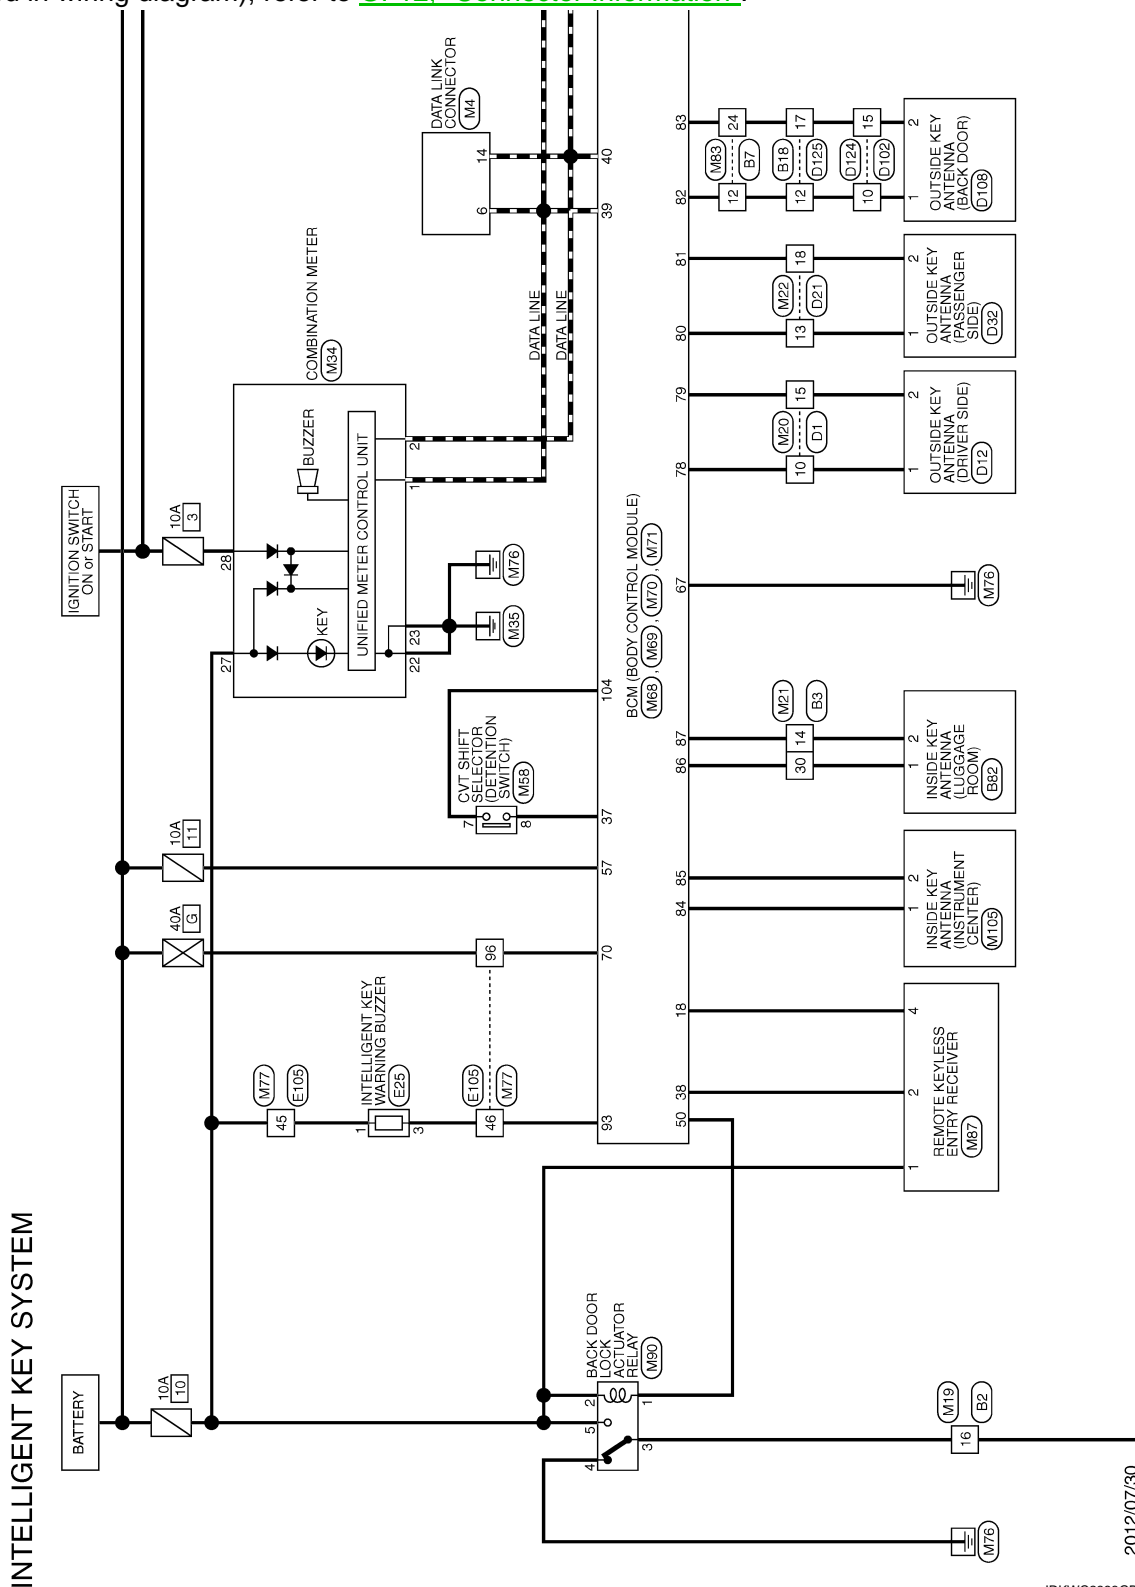 INTELLIGENT KEY SYSTEM
BATTERY
10A
10
IGNITION SWITCH
ON or START
10A
3
40A
G
10A
11
M77
E105
45
INTELLIGENT KEY
WARNING BUZZER
E25
1
3
E105
M77
46
96
93
70
57
37
104
39
40
CVT SHIFT
SELECTOR
(DETENTION
SWITCH)
M58
7
8
COMBINATION METER
M34
27
28
KEY
BUZZER
UNIFIED METER CONTROL UNIT
22
23
1
2
M35
M76
DATA LINK
CONNECTOR
M4
6
14
DATA LINE
DATA LINE
BCM (BODY CONTROL MODULE)
M68 , M69 , M70 , M71
50
38
18
84
85
86
87
67
78
79
80
81
82
83
BACK DOOR
LOCK
ACTUATOR
RELAY
M90
4
5
2
3
1
M76
M19
B2
16
REMOTE KEYLESS
ENTRY RECEIVER
M87
1
2
4
INSIDE KEY
ANTENNA
(INSTRUMENT
CENTER)
M105
1
2
M21
B3
30
14
INSIDE KEY
ANTENNA
(LUGGAGE
ROOM)
B82
1
2
M76
M20
D1
10
15
OUTSIDE KEY
ANTENNA
(DRIVER SIDE)
D12
1
2
M22
D21
13
18
OUTSIDE KEY
ANTENNA
(PASSENGER
SIDE)
D32
1
2
M83
B7
12
24
B18
D125
12
17
D124
D102
10
15
OUTSIDE KEY
ANTENNA
(BACK DOOR)
D108
1
2
2012/07/30